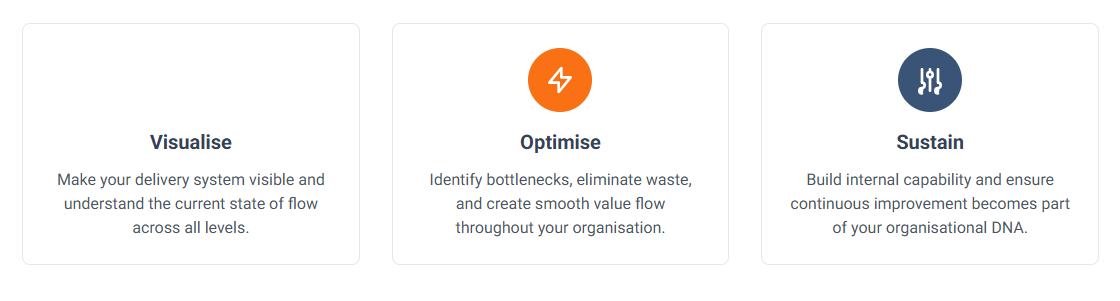 Visualise
Make your delivery system visible and
understand the current state of flow
across all levels.
Optimise
Identify bottlenecks, eliminate waste,
and create smooth value flow
throughout your organisation.
Sustain
Build internal capability and ensure
continuous improvement becomes part
of your organisational DNA.